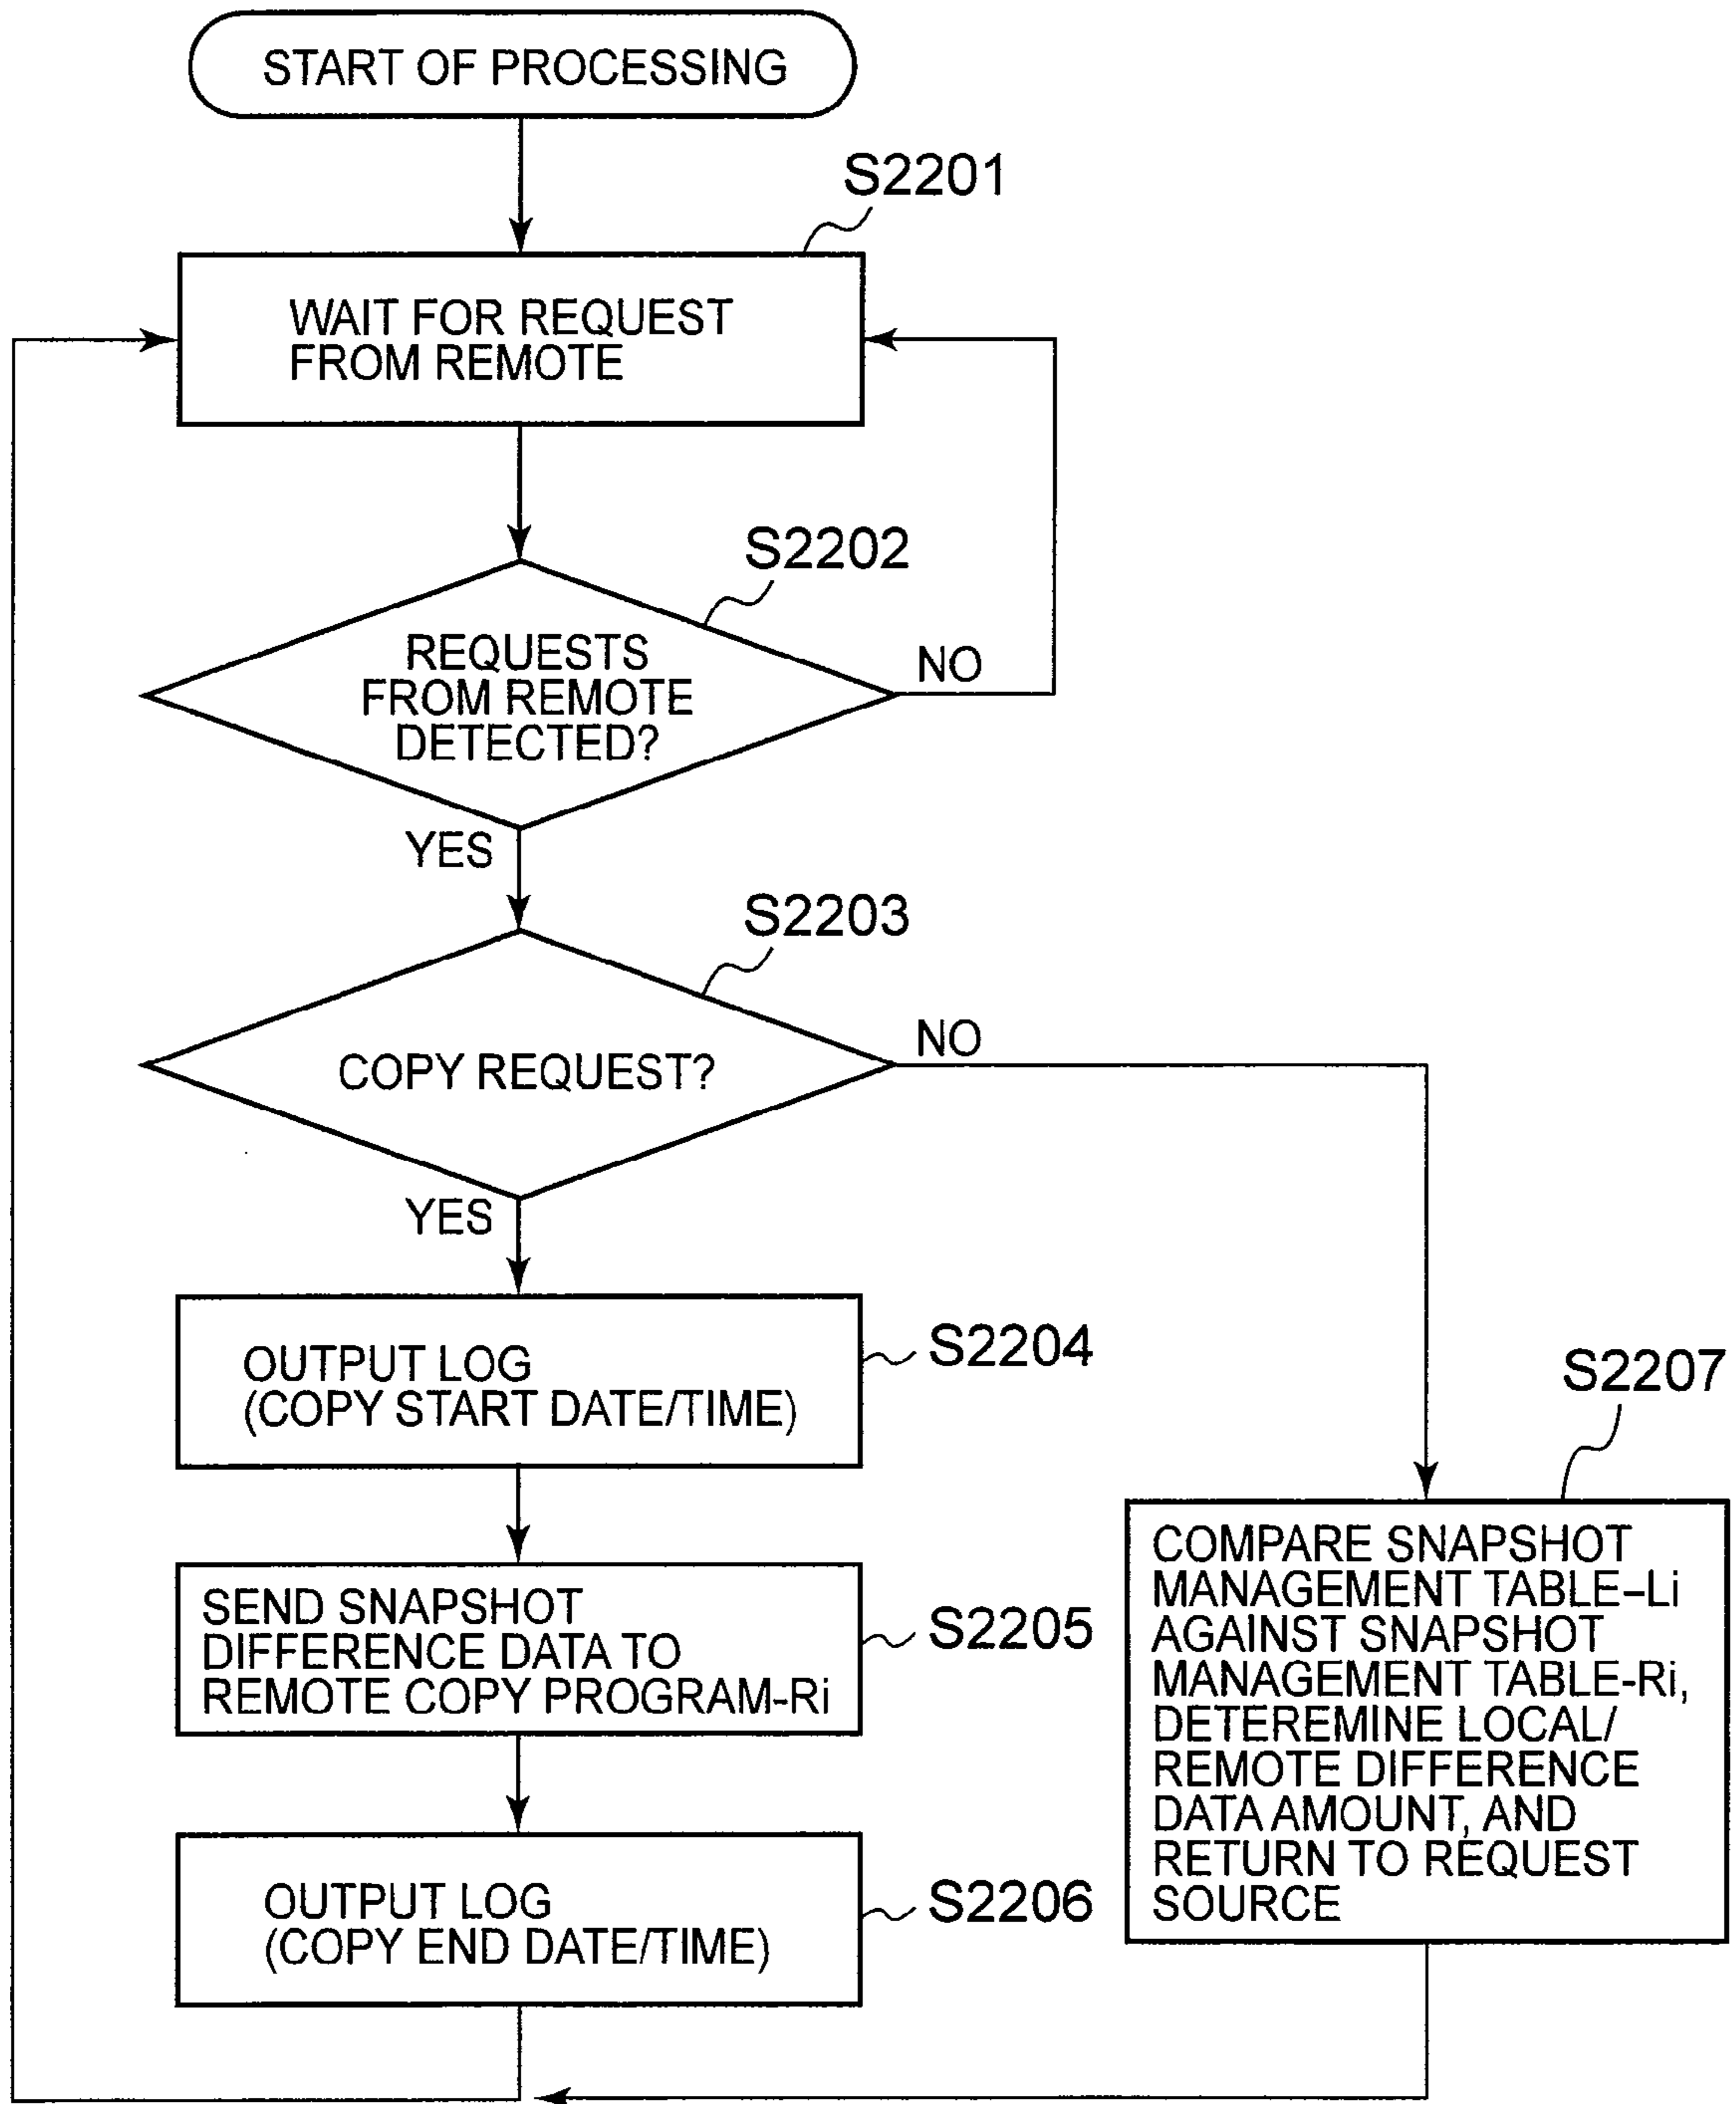 START OF PROCESSING
S2201
WAIT FOR REQUEST
FROM REMOTE
S2202
REQUESTS
FROM REMOTE
DETECTED?
NO
YES
S2203
COPY REQUEST?
NO
YES
OUTPUT LOG
(COPY START DATE/TIME)
S2204
SEND SNAPSHOT
DIFFERENCE DATA TO
REMOTE COPY PROGRAM-Ri
S2205
OUTPUT LOG
(COPY END DATE/TIME)
S2206
S2207
COMPARE SNAPSHOT
MANAGEMENT TABLE–Li
AGAINST SNAPSHOT
MANAGEMENT TABLE-Ri,
DETEREMINE LOCAL/
REMOTE DIFFERENCE
DATA AMOUNT, AND
RETURN TO REQUEST
SOURCE